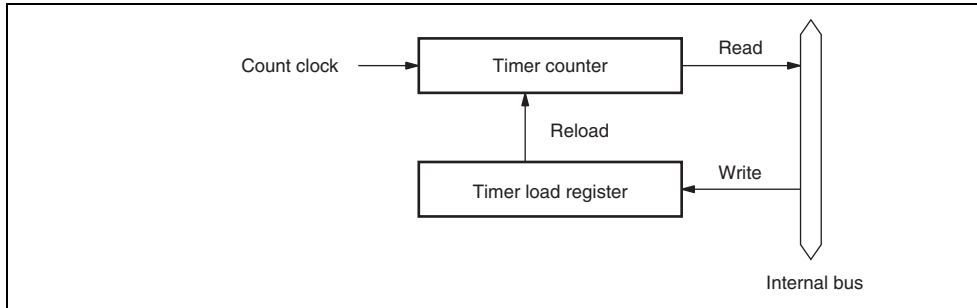 Read
Count clock
Timer counter
Reload
Write
Timer load register
Internal bus